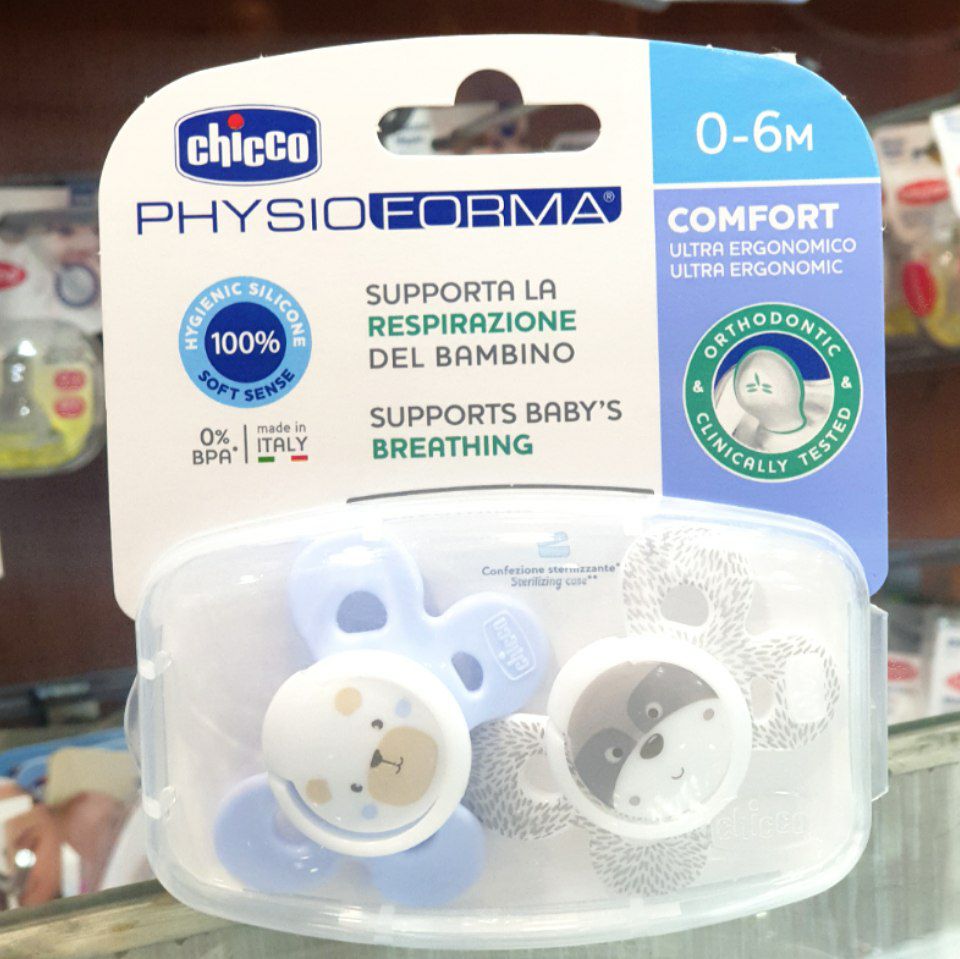 chicco
0-6M
PHYSIOFORMA®
COMFORT
ULTRA ERGONOMICO
ULTRA ERGONOMIC
HYGIENIC SILICONE
100%
SOFT SENSE
SUPPORTA LA
RESPIRAZIONE
DEL BAMBINO
ORTHODONTIC
& CLINICALLY TESTED &
0%
BPA*
made in
ITALY
SUPPORTS BABY'S
BREATHING
Confezione sterilizzante*
Sterilizing case**
chicco
chicco